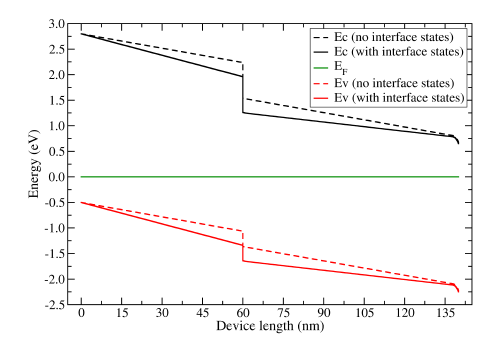 3.0
2.5
2.0
1.5
1.0
0.5
0.0
-0.5
-1.0
-1.5
-2.0
-2.5
Energy (eV)
Ec (no interface states)
Ec (with interface states)
E_F
Ev (no interface states)
Ev (with interface states)
0 15 30 45 60 75 90 105 120 135
Device length (nm)